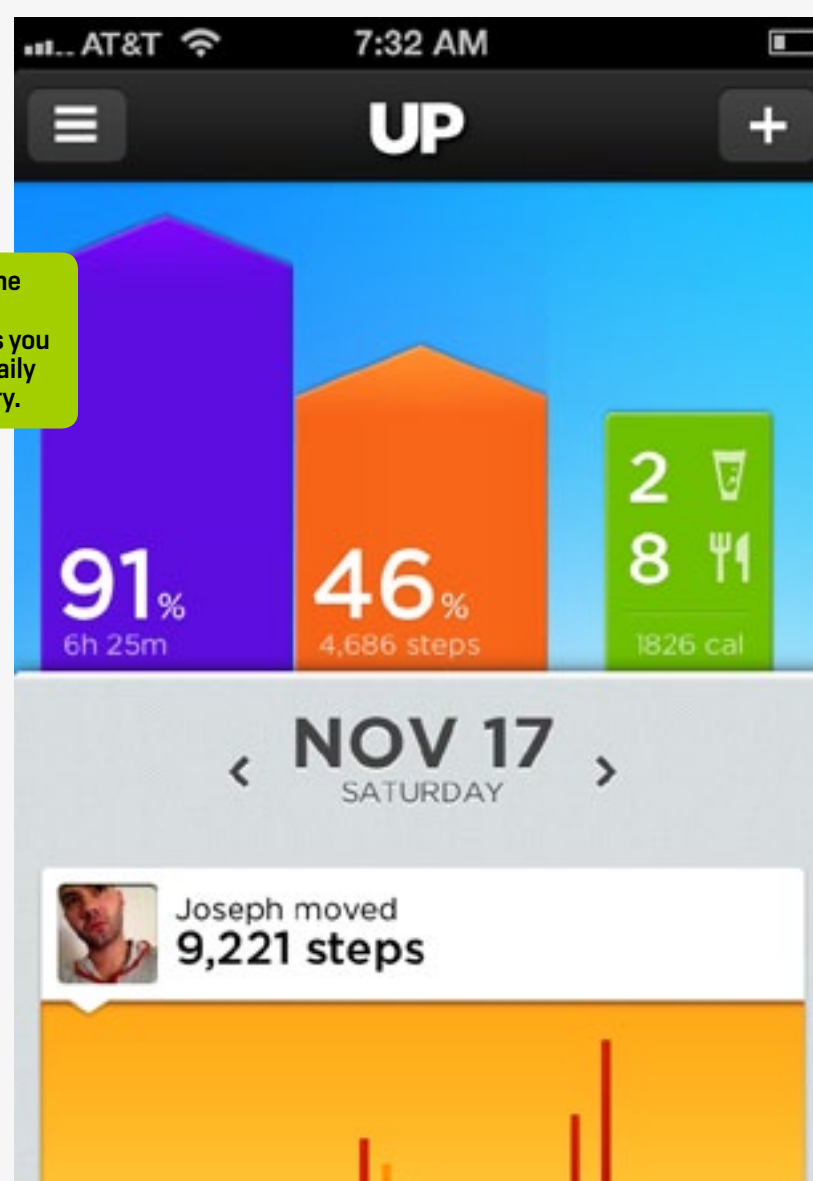 AT&T 7:32 AM
UP
+
ne
s you
aily
ry.
91%
6h 25m
46%
4,686 steps
2
8
1826 cal
< NOV 17 >
SATURDAY
Joseph moved
9,221 steps